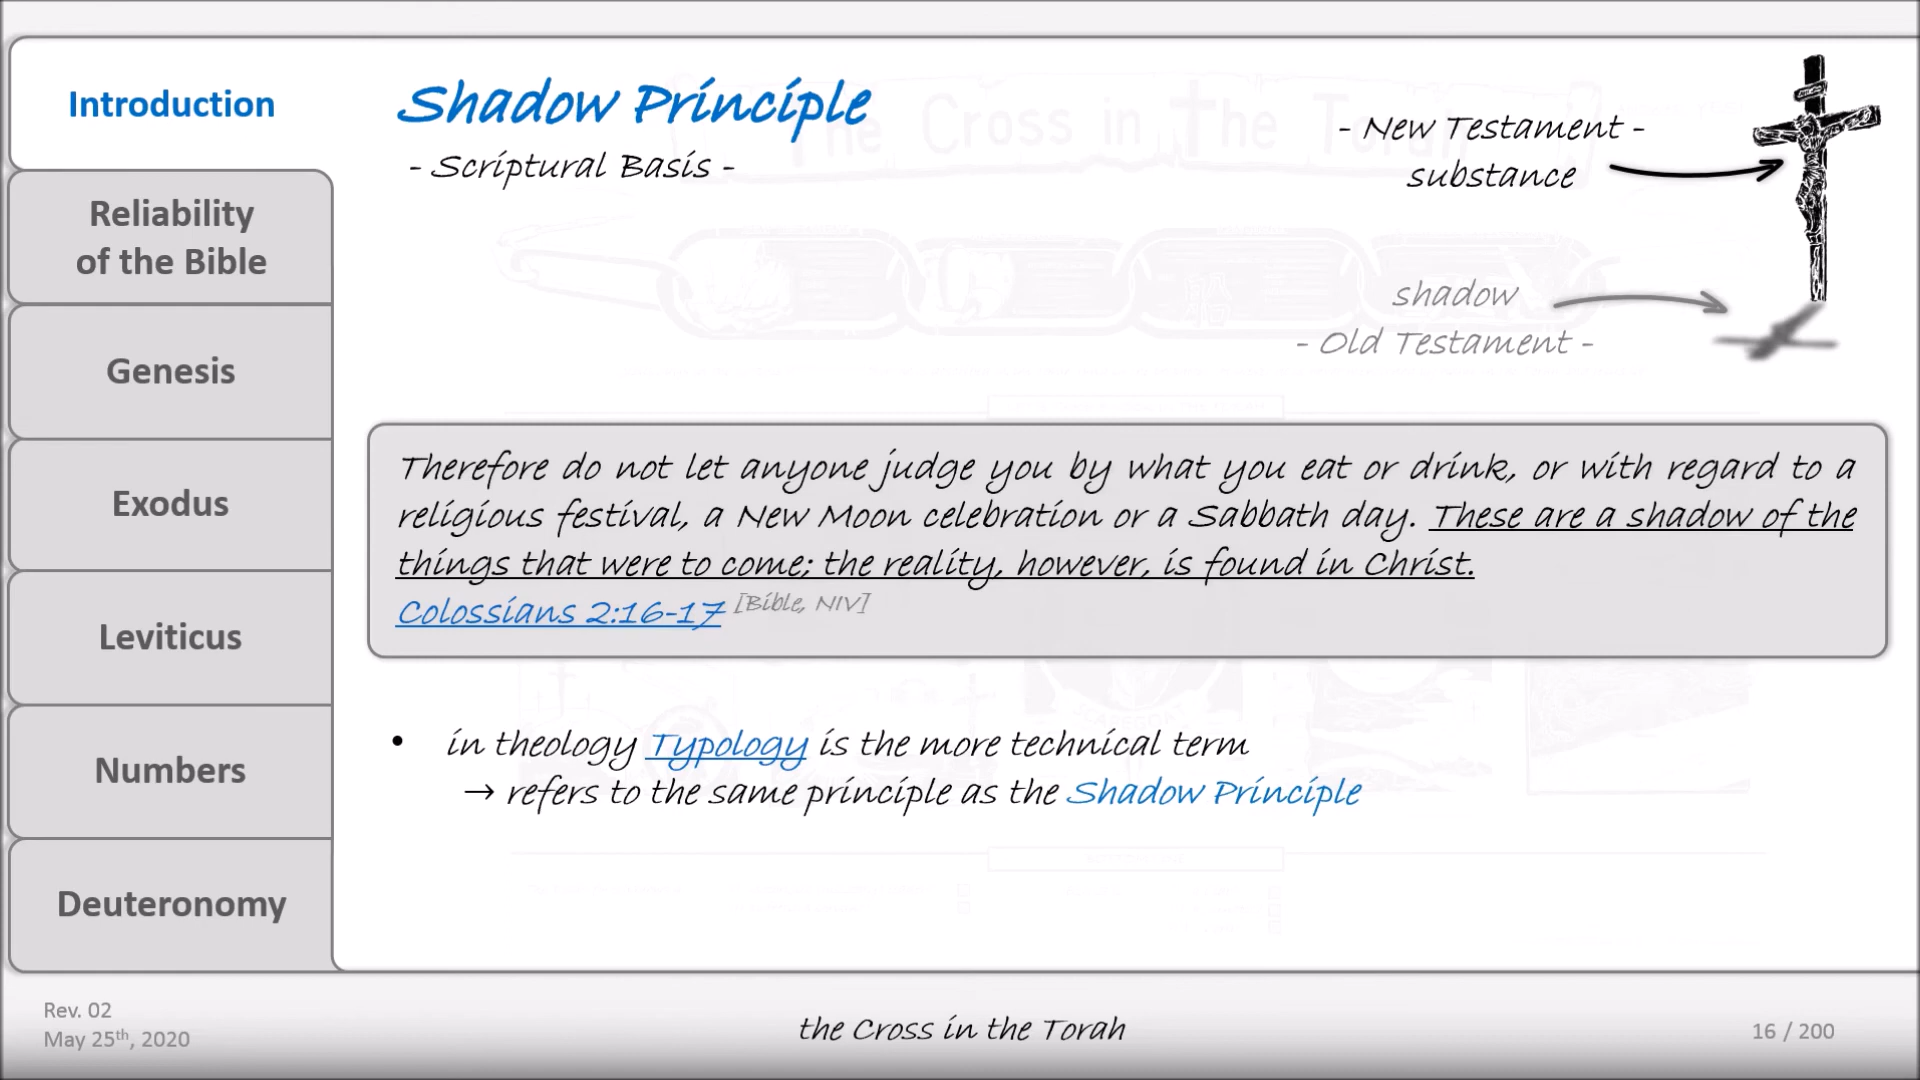 Introduction
Reliability
of the Bible
Genesis
Exodus
Leviticus
Numbers
Deuteronomy
Shadow Principle
- Scriptural Basis -
- New Testament -
substance
shadow
- Old Testament -
The Cross in The Torah
Therefore do not let anyone judge you by what you eat or drink, or with regard to a
religious festival, a New Moon celebration or a Sabbath day. These are a shadow of the
things that were to come; the reality, however, is found in Christ.
Colossians 2:16-17 [Bible, NIV]
• in theology Typology is the more technical term
→ refers to the same principle as the Shadow Principle
Rev. 02
May 25th, 2020
the Cross in the Torah
16 / 200